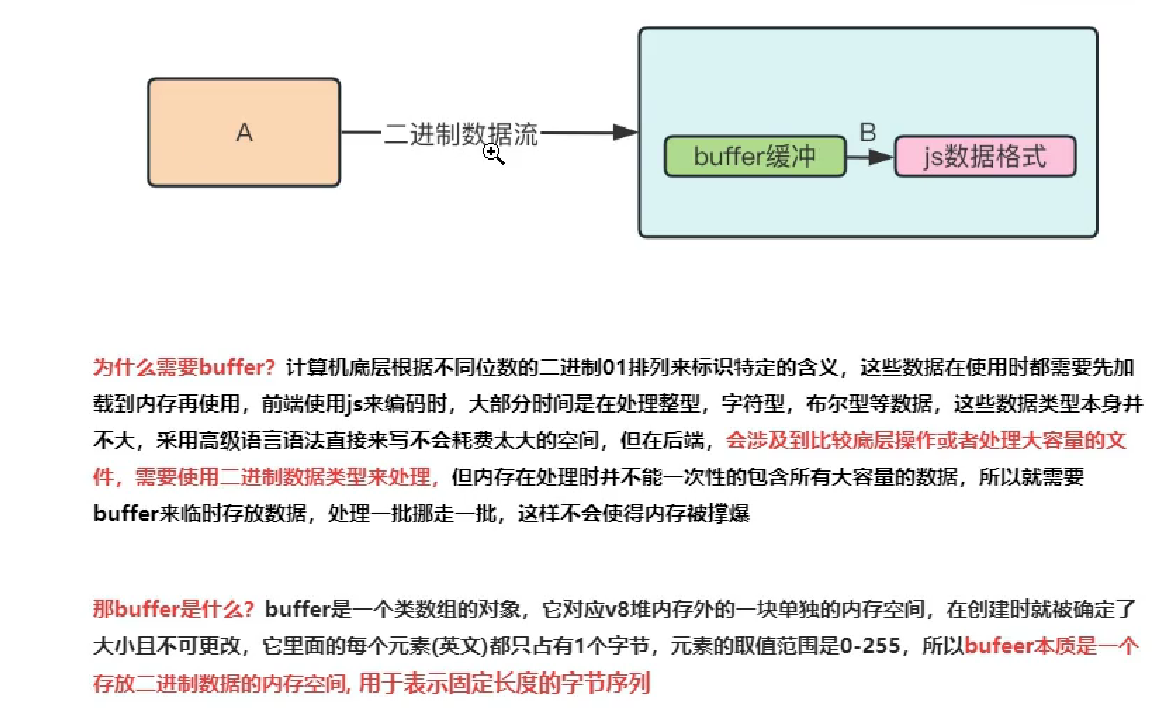 A
二进制数据流
B
buffer缓冲
js数据格式
为什么需要buffer？计算机底层根据不同位数的二进制01排列来标识特定的含义，这些数据在使用时都需要先加
载到内存再使用，前端使用js来编码时，大部分时间是在处理整型，字符型，布尔型等数据，这些数据类型本身并
不大，采用高级语言语法直接来写不会耗费太大的空间，但在后端，会涉及到比较底层操作或者处理大容量的文
件，需要使用二进制数据类型来处理，但内存在处理时并不能一次性的包含所有大容量的数据，所以就需要
buffer来临时存放数据，处理一批挪走一批，这样不会使得内存被撑爆
那buffer是什么？buffer是一个类数组的对象，它对应v8堆内存外的一块单独的内存空间，在创建时就被确定了
大小且不可更改，它里面的每个元素(英文)都只占有1个字节，元素的取值范围是0-255，所以bufeer本质是一个
存放二进制数据的内存空间, 用于表示固定长度的字节序列